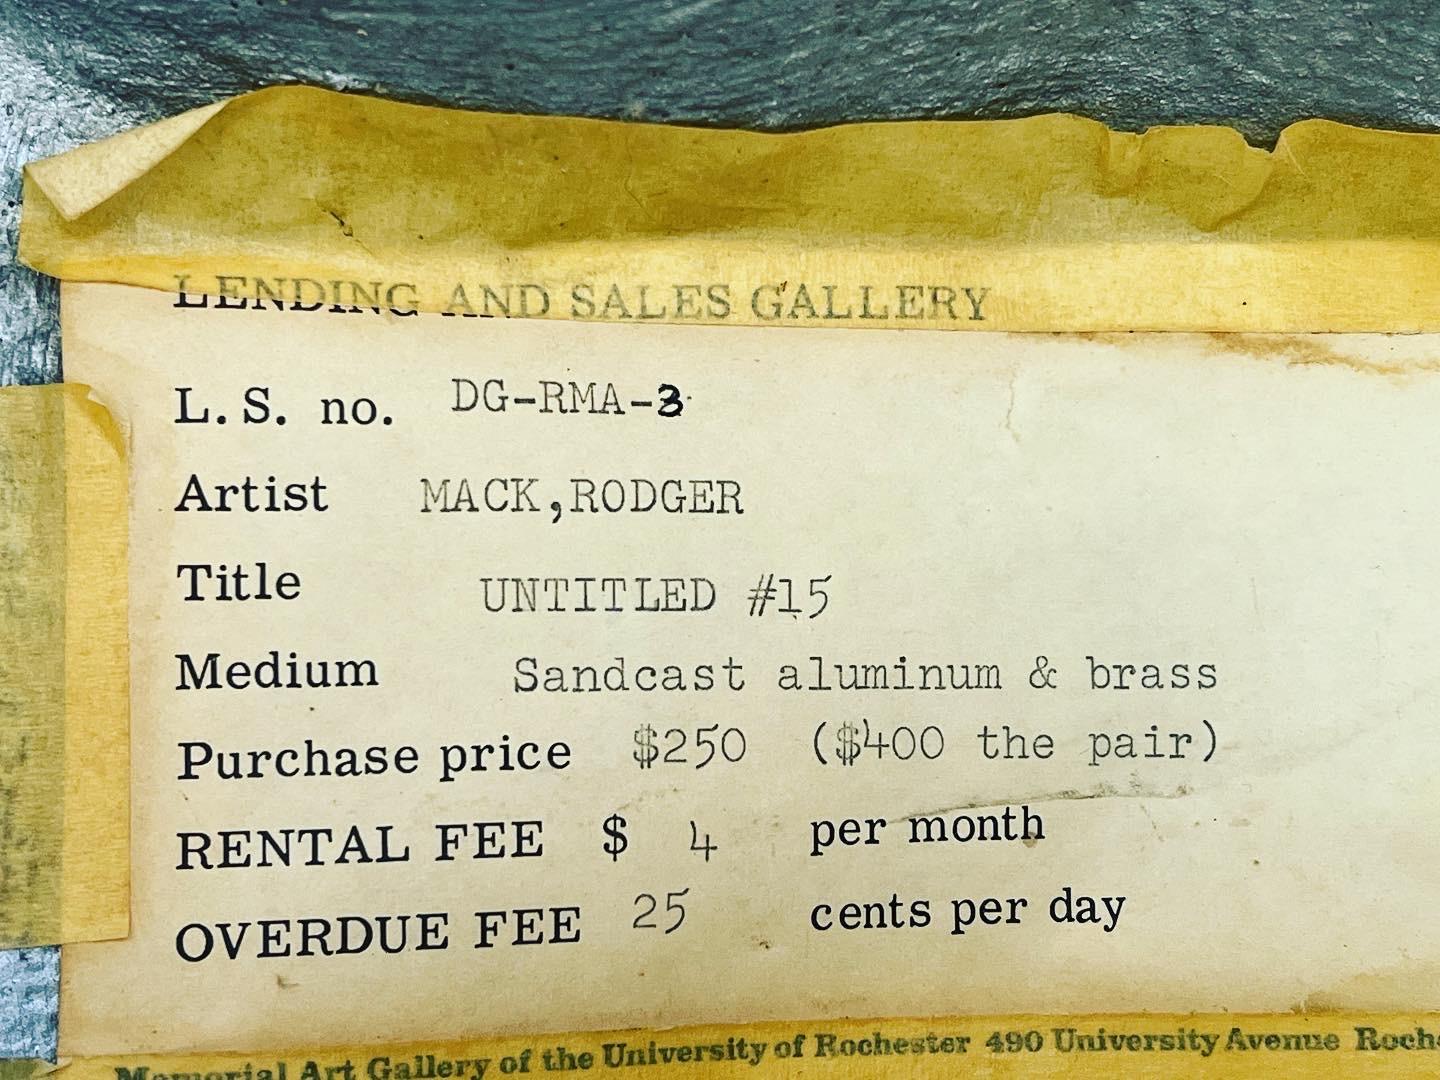 LENDING AND SALES GALLERY
L.S. no. DG-RMA-3
Artist MACK,RODGER
Title UNTITLED #15
Medium Sandcast aluminum & brass
Purchase price $250 ($400 the pair)
RENTAL FEE $ 4 per month
OVERDUE FEE 25 cents per day
Memorial Art Gallery of the University of Rochester 490 University Avenue Roch